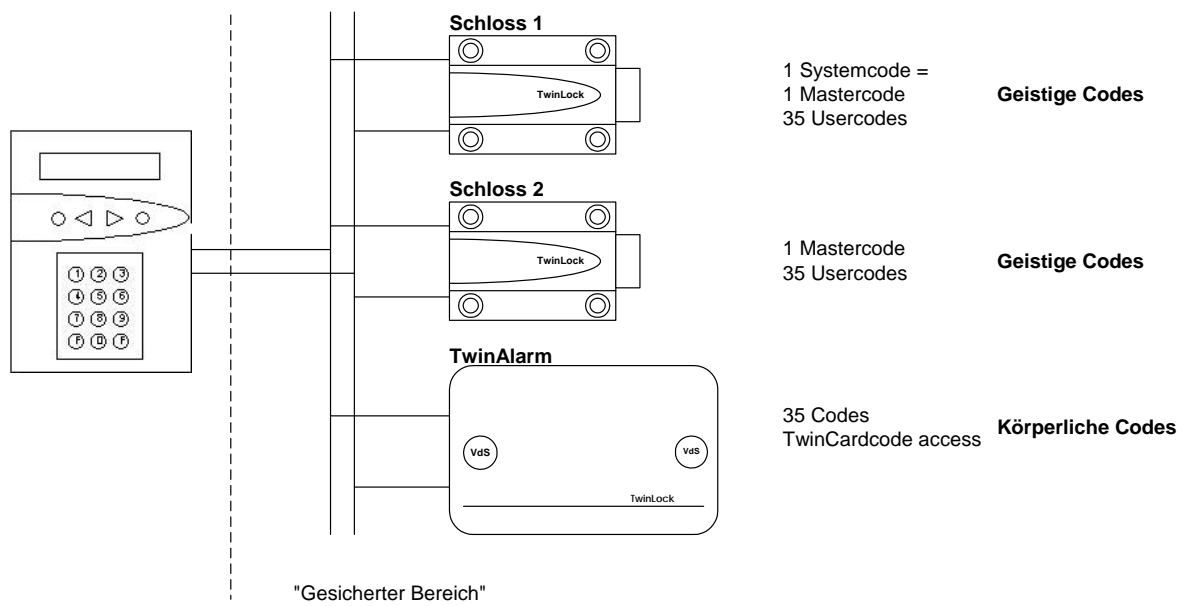 Schloss 1
TwinLock
1 Systemcode =
1 Mastercode
35 Usercodes
Geistige Codes
Schloss 2
TwinLock
1 Mastercode
35 Usercodes
Geistige Codes
1 2 3
4 5 6
7 8 9
F 0 F
TwinAlarm
VdS
VdS
TwinLock
35 Codes
TwinCardcode access
Körperliche Codes
"Gesicherter Bereich"